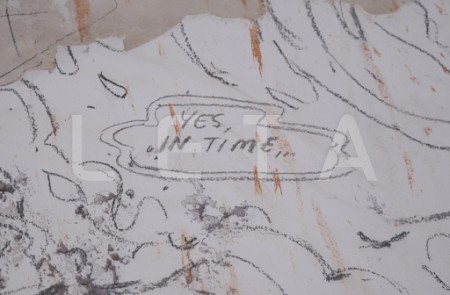 YES,
„IN TIME...
LETA